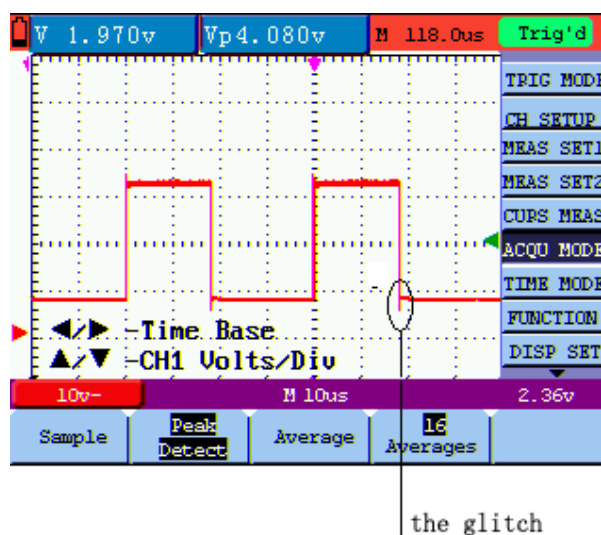 V 1.970v Vp4.080v M 118.0us Trig'd
TRIG MODE
CH SETUP
MEAS SET1
MEAS SET2
CURS MEAS
ACQU MODE
TIME MODE
FUNCTION
DISP SET
◀/▶ -Time Base
▲/▼ -CH1 Volts/Div
10v- M 10us 2.36v
Sample
Peak
Detect
Average
16
Averages
the glitch